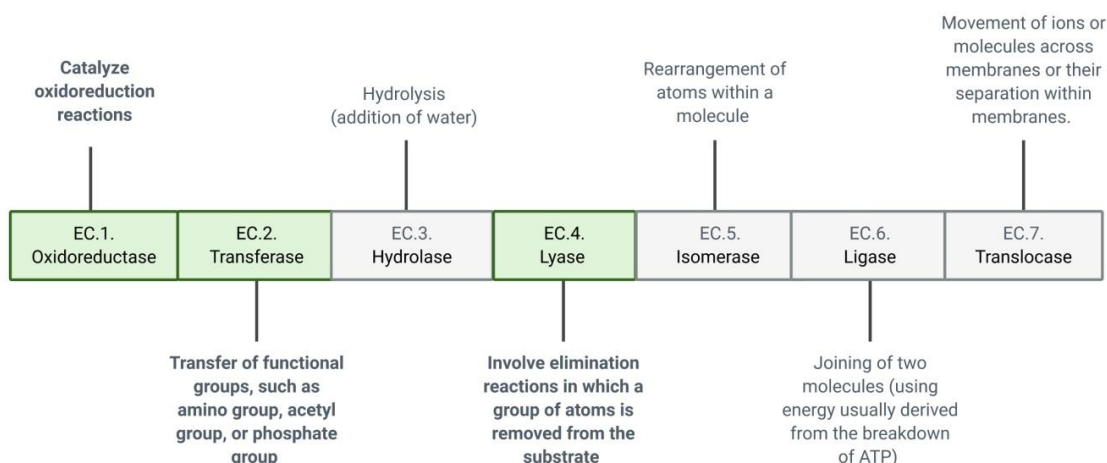 Catalyze
oxidoreduction
reactions
Hydrolysis
(addition of water)
Rearrangement of
atoms within a
molecule
Movement of ions or
molecules across
membranes or their
separation within
membranes.
EC.1.
Oxidoreductase
EC.2.
Transferase
EC.3.
Hydrolase
EC.4.
Lyase
EC.5.
Isomerase
EC.6.
Ligase
EC.7.
Translocase
Transfer of functional
groups, such as
amino group, acetyl
group, or phosphate
group
Involve elimination
reactions in which a
group of atoms is
removed from the
substrate
Joining of two
molecules (using
energy usually derived
from the breakdown
of ATP)